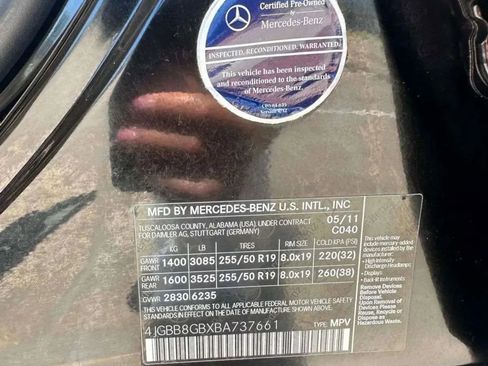 Certified Pre-Owned
by
Mercedes-Benz
INSPECTED. RECONDITIONED. WARRANTED.
This vehicle has been inspected
and reconditioned to the standards
of Mercedes-Benz.
MFD BY MERCEDES-BENZ U.S. INTL., INC
TUSCALOOSA COUNTY, ALABAMA (USA) UNDER CONTRACT 05/11
FOR DAIMLER AG, STUTTGART (GERMANY) C040
KG LB TIRES RIM SIZE COLD KPA (PSI)
GAWR FRONT 1400 3085 255/50 R19 8.0x19 220(32)
GAWR REAR 1600 3525 255/50 R19 8.0x19 260(38)
GVWR 2830 6235
THIS VEHICLE CONFORMS TO ALL APPLICABLE FEDERAL MOTOR VEHICLE
SAFETY STANDARDS IN EFFECT ON THE DATE OF MANUFACTURE SHOWN ABOVE.
4JGBB8GBXBA737661 TYPE: MPV
This vehicle
may include
mercury added
devices installed by
the manufacturer:
• High Intensity
Discharge Headlamps
• Displays
• Back-lit Instruments
Remove Devices
Before Vehicle
Disposal.
Upon Removal of
Devices Please
Reuse, Recycle
or Dispose as
Hazardous Waste.